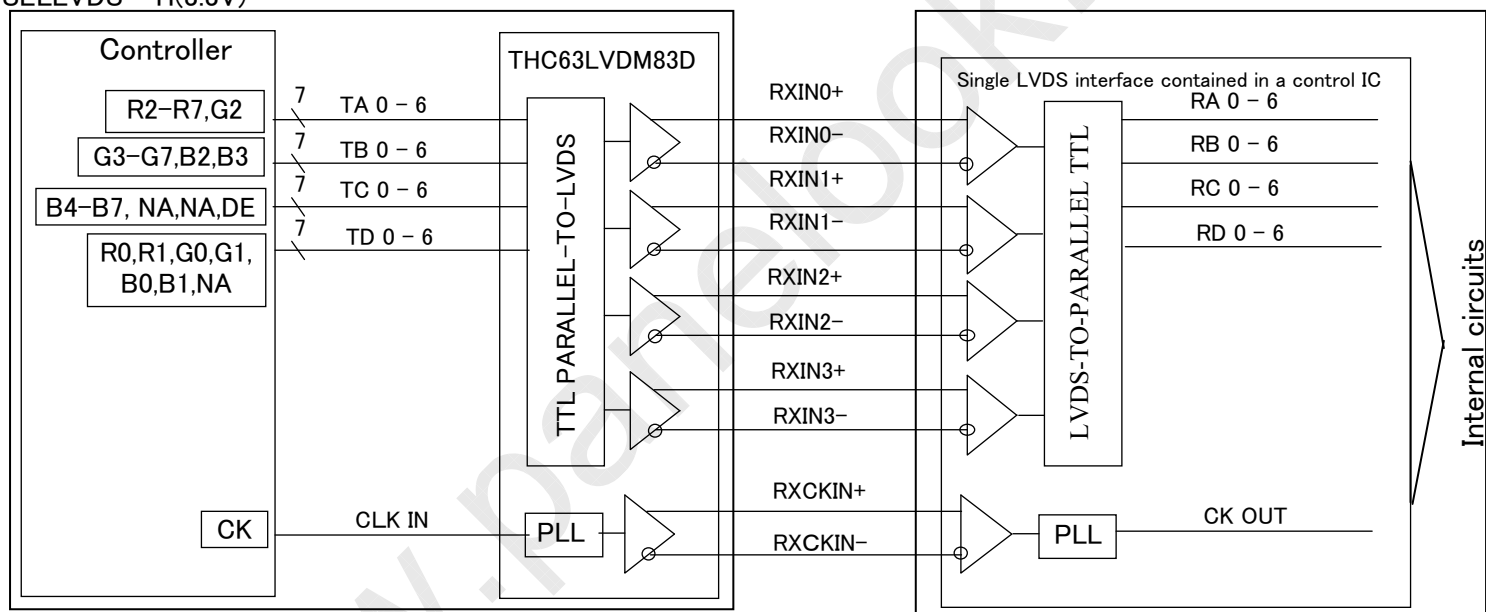 Controller
R2-R7,G2
G3-G7,B2,B3
B4-B7, NA,NA,DE
R0,R1,G0,G1,
B0,B1,NA
CK
7
TA 0 - 6
7
TB 0 - 6
7
TC 0 - 6
7
TD 0 - 6
CLK IN
THC63LVDM83D
TTL PARALLEL-TO-LVDS
PLL
RXIN0+
RXIN0-
RXIN1+
RXIN1-
RXIN2+
RXIN2-
RXIN3+
RXIN3-
RXCKIN+
RXCKIN-
Single LVDS interface contained in a control IC
LVDS-TO-PARALLEL TTL
PLL
RA 0 - 6
RB 0 - 6
RC 0 - 6
RD 0 - 6
CK OUT
Internal circuits
.panelook.